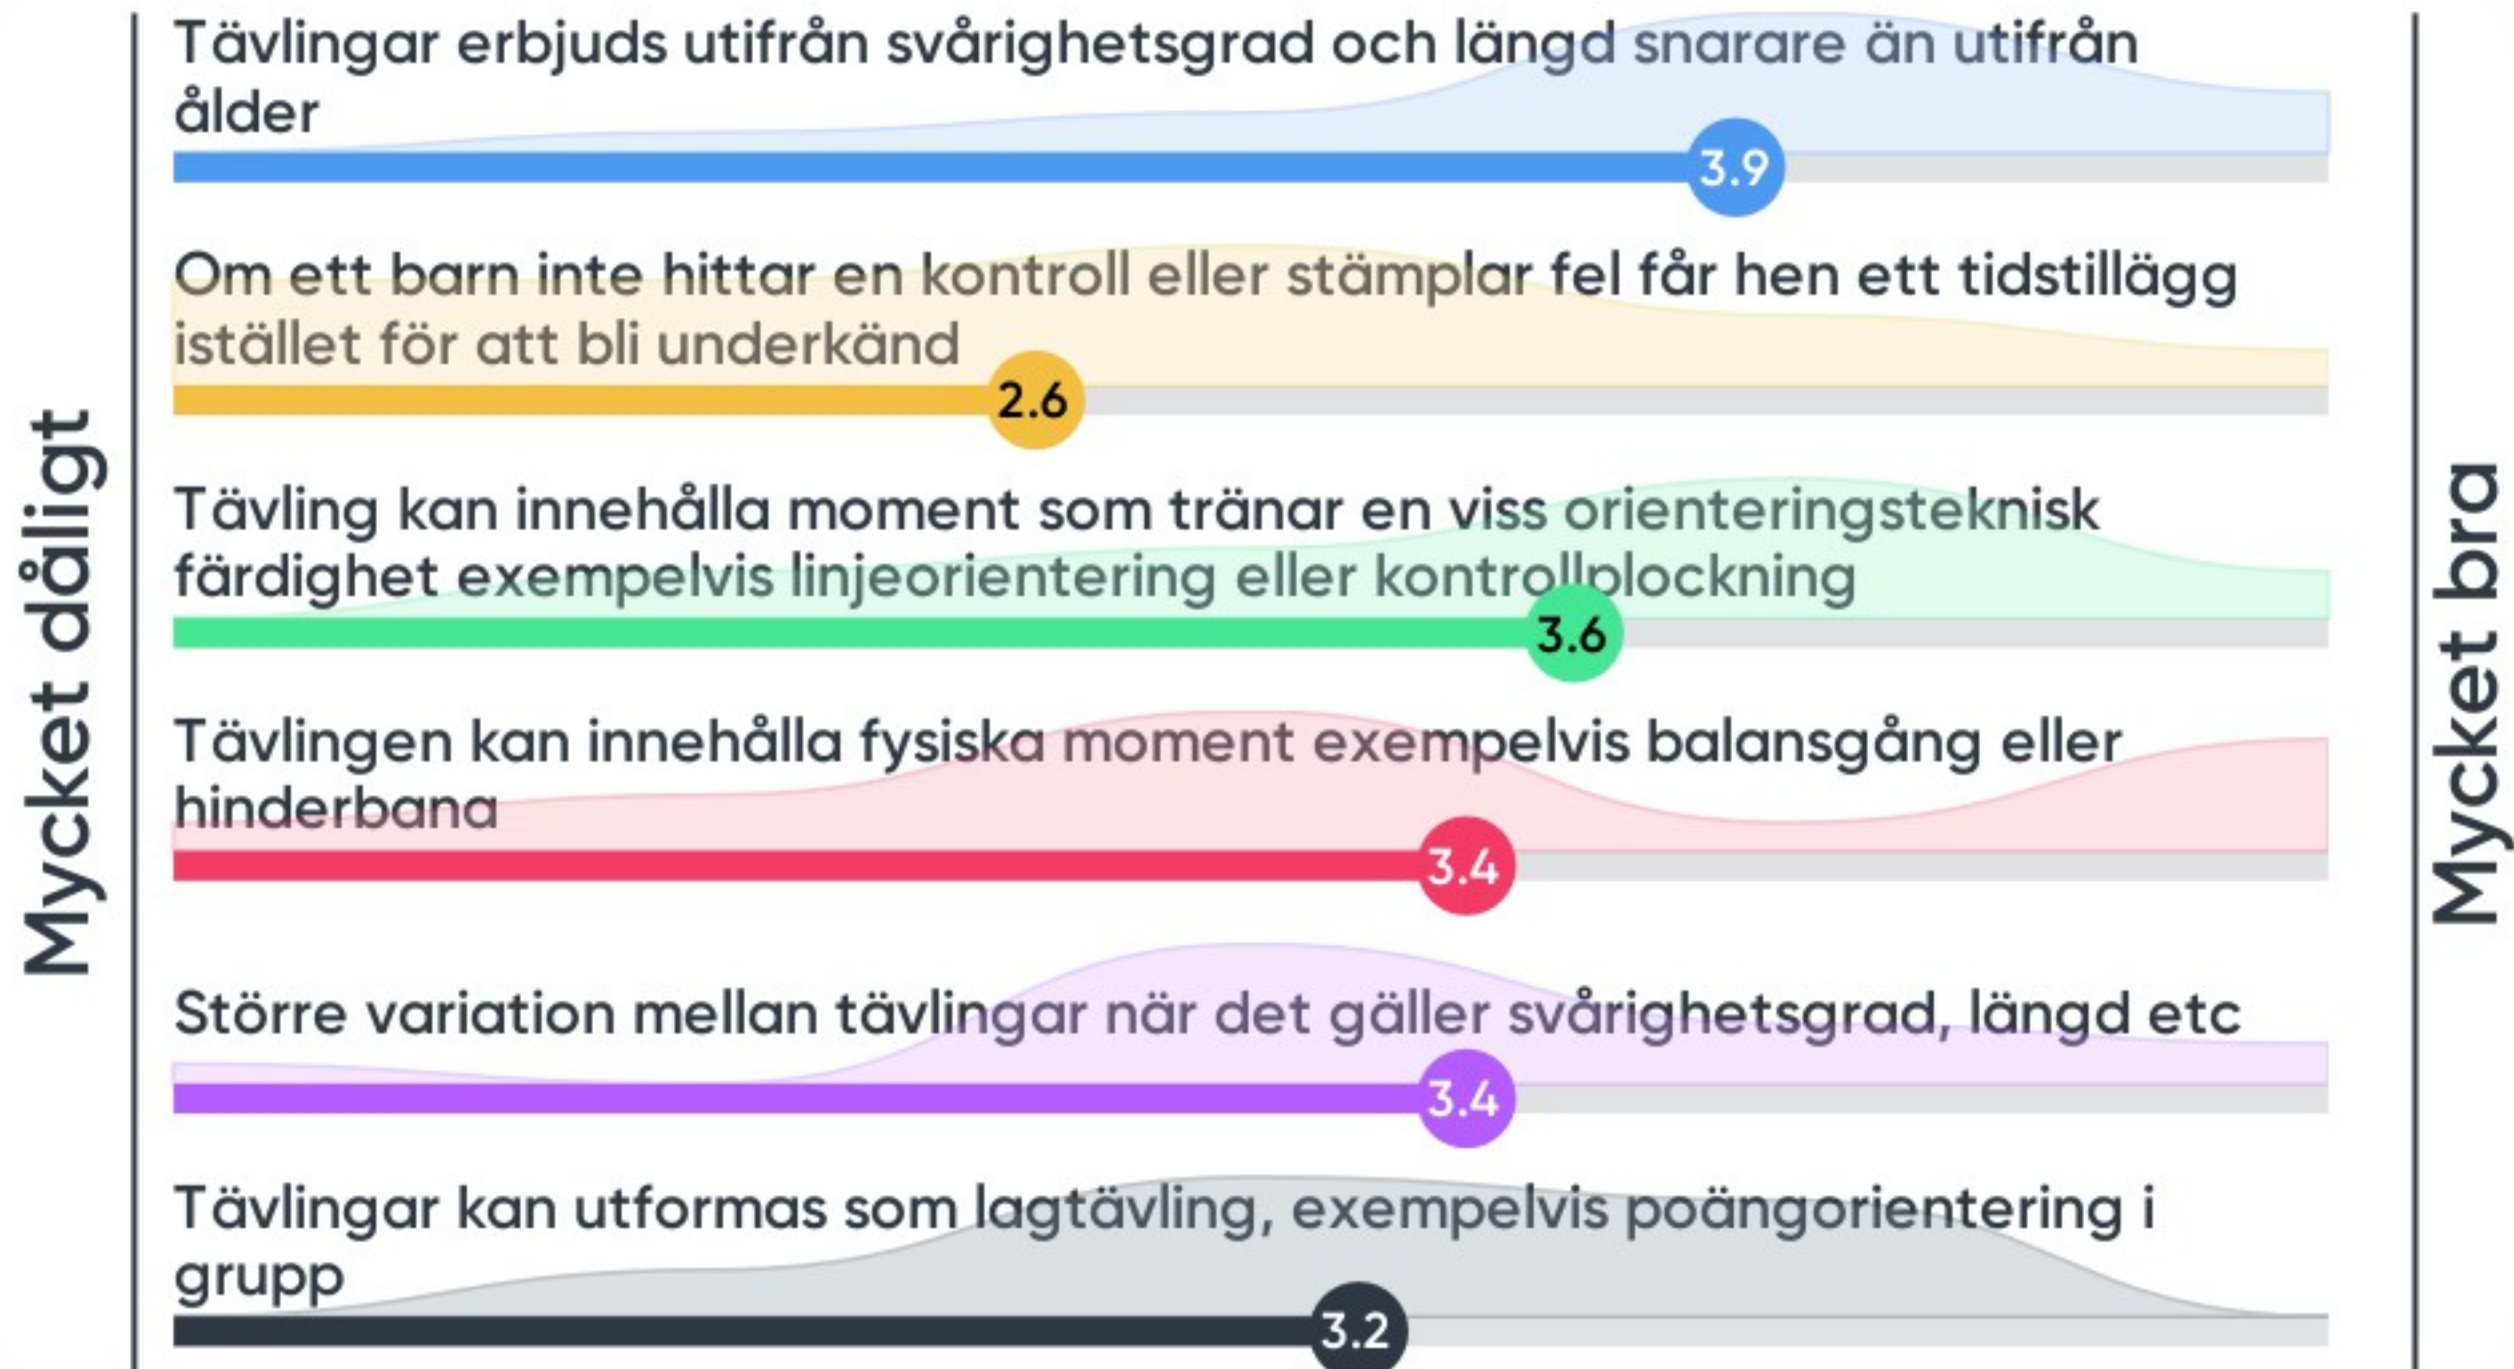 Mycket dåligt
Tävlingar erbjuds utifrån svårighetsgrad och längd snarare än utifrån
ålder
3.9
Om ett barn inte hittar en kontroll eller stämplar fel får hen ett tidstillägg
istället för att bli underkänd
2.6
Tävling kan innehålla moment som tränar en viss orienteringsteknisk
färdighet exempelvis linjeorientering eller kontrollplockning
3.6
Tävlingen kan innehålla fysiska moment exempelvis balansgång eller
hinderbana
3.4
Större variation mellan tävlingar när det gäller svårighetsgrad, längd etc
3.4
Tävlingar kan utformas som lagtävling, exempelvis poängorientering i
grupp
3.2
Mycket bra